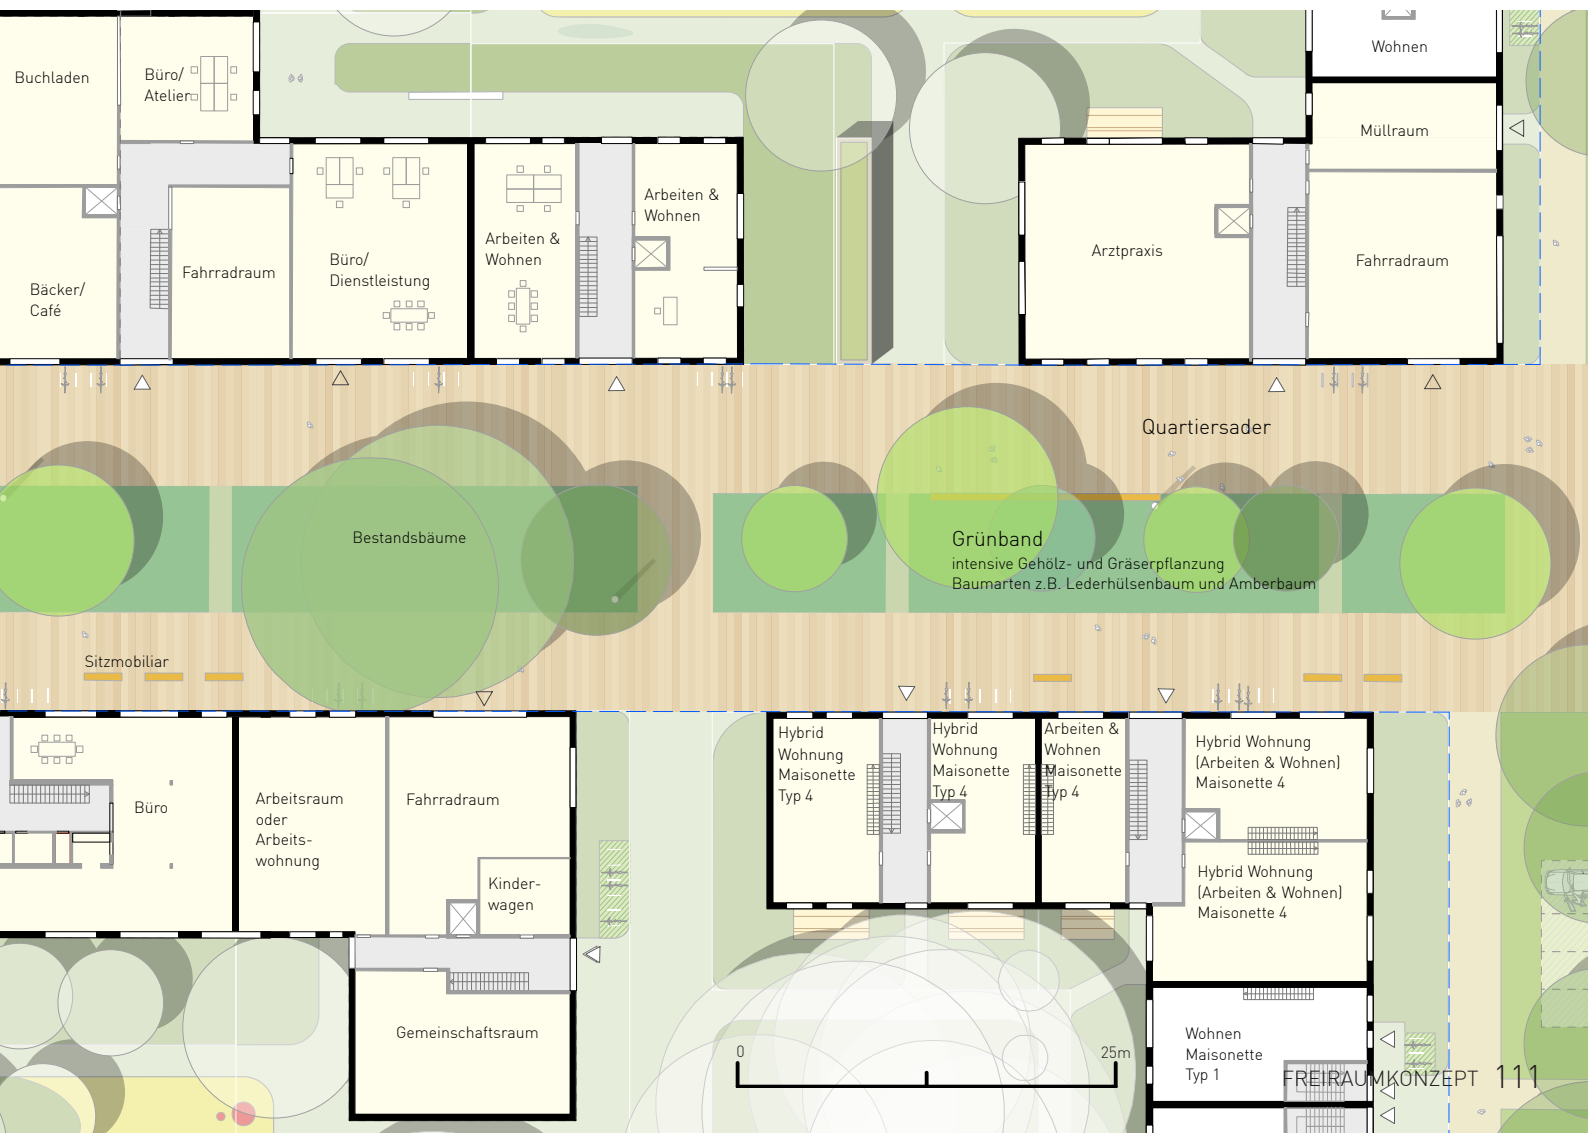 Wohnen
Buchladen
Büro/
Atelier
Müllraum
Arbeiten &
Wohnen
Arbeiten &
Wohnen
Büro/
Dienstleistung
Fahrradraum
Bäcker/
Café
Arztpraxis
Fahrradraum
Quartiersader
Bestandsbäume
Grünband
intensive Gehölz- und Gräserpflanzung
Baumarten z.B. Lederhülsenbaum und Amberbaum
Sitzmobiliar
Hybrid
Wohnung
Maisonette
Typ 4
Hybrid
Wohnung
Maisonette
Typ 4
Arbeiten &
Wohnen
Maisonette
Typ 4
Hybrid Wohnung
(Arbeiten & Wohnen)
Maisonette 4
Büro
Arbeitsraum
oder
Arbeits-
wohnung
Fahrradraum
Kinder-
wagen
Hybrid Wohnung
(Arbeiten & Wohnen)
Maisonette 4
Gemeinschaftsraum
0
25m
Wohnen
Maisonette
Typ 1
FREIRAUMKONZEPT 111